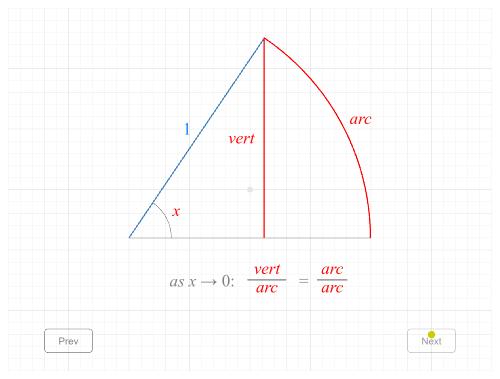 1
vert
arc
x
as x → 0: vert/arc = arc/arc
Prev
Next